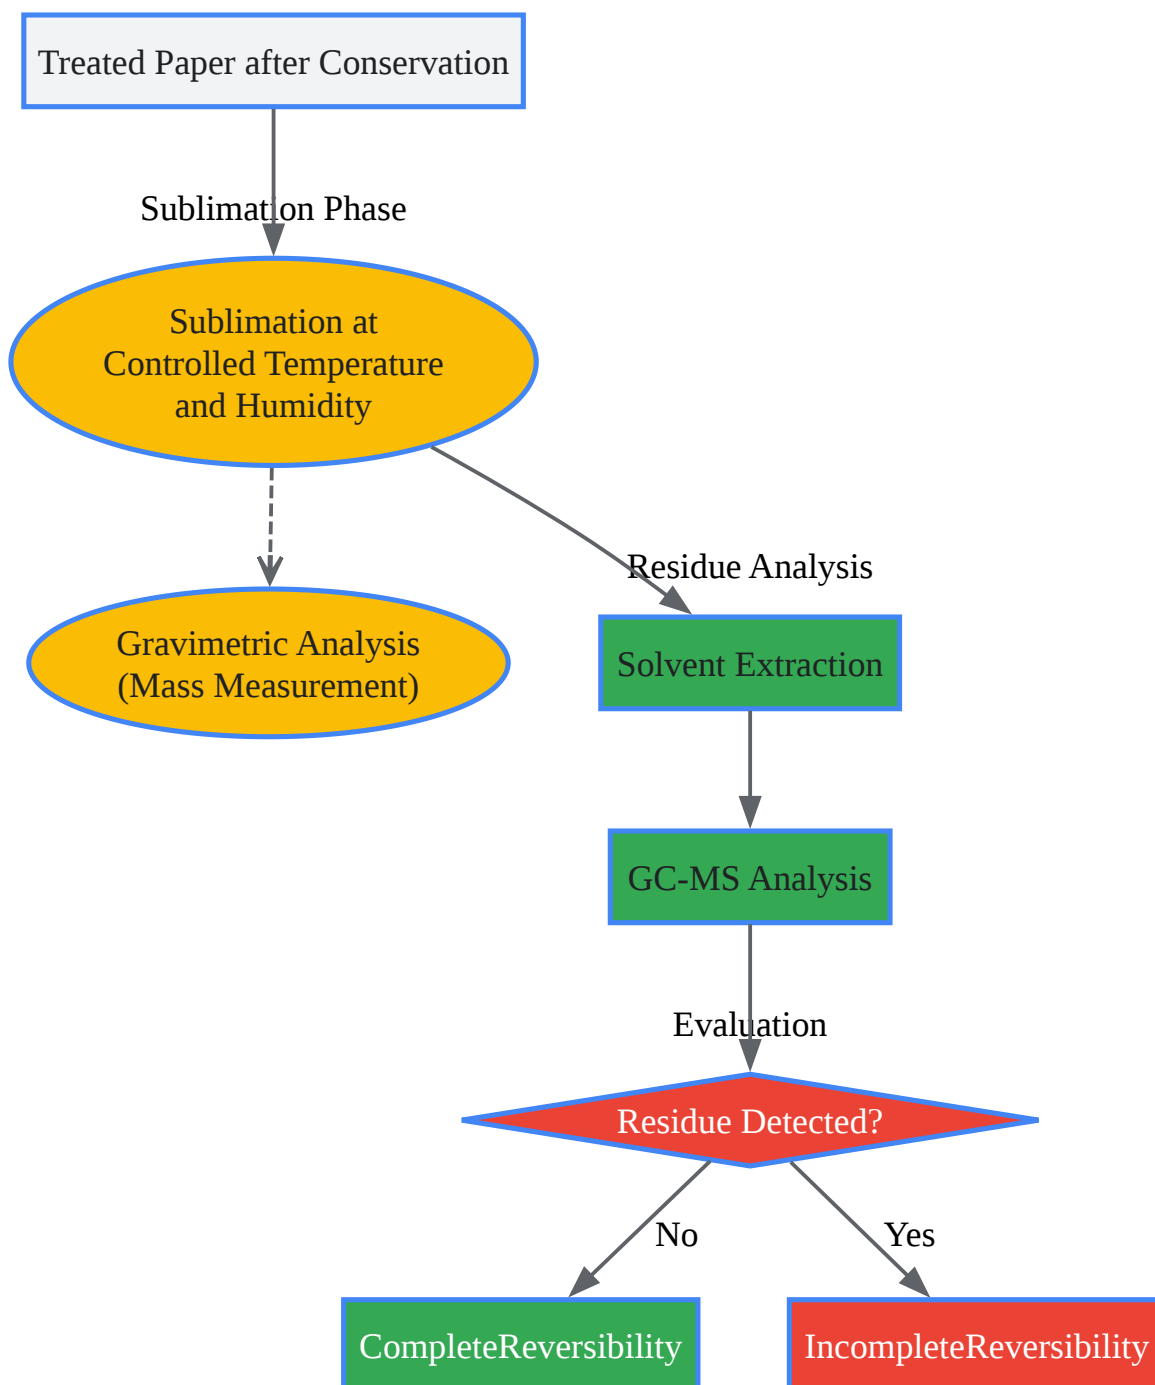 Treated Paper after Conservation
Sublimation Phase
Sublimation at
Controlled Temperature
and Humidity
Residue Analysis
Gravimetric Analysis
(Mass Measurement)
Solvent Extraction
GC-MS Analysis
Evaluation
Residue Detected?
No
Yes
CompleteReversibility
IncompleteReversibility